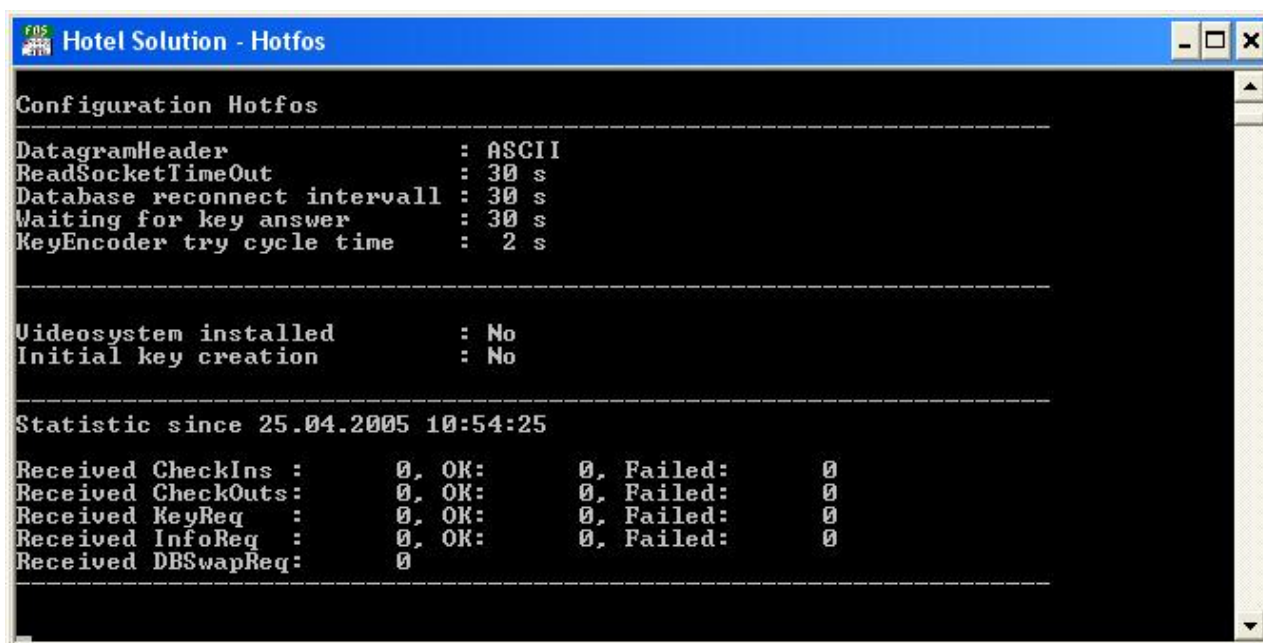 FOS
Hotel Solution - Hotfos
Configuration Hotfos
DatagramHeader : ASCII
ReadSocketTimeOut : 30 s
Database reconnect intervall : 30 s
Waiting for key answer : 30 s
KeyEncoder try cycle time : 2 s
Videosystem installed : No
Initial key creation : No
Statistic since 25.04.2005 10:54:25
Received CheckIns : 0, OK: 0, Failed: 0
Received CheckOuts: 0, OK: 0, Failed: 0
Received KeyReq : 0, OK: 0, Failed: 0
Received InfoReq : 0, OK: 0, Failed: 0
Received DBSwapReq: 0